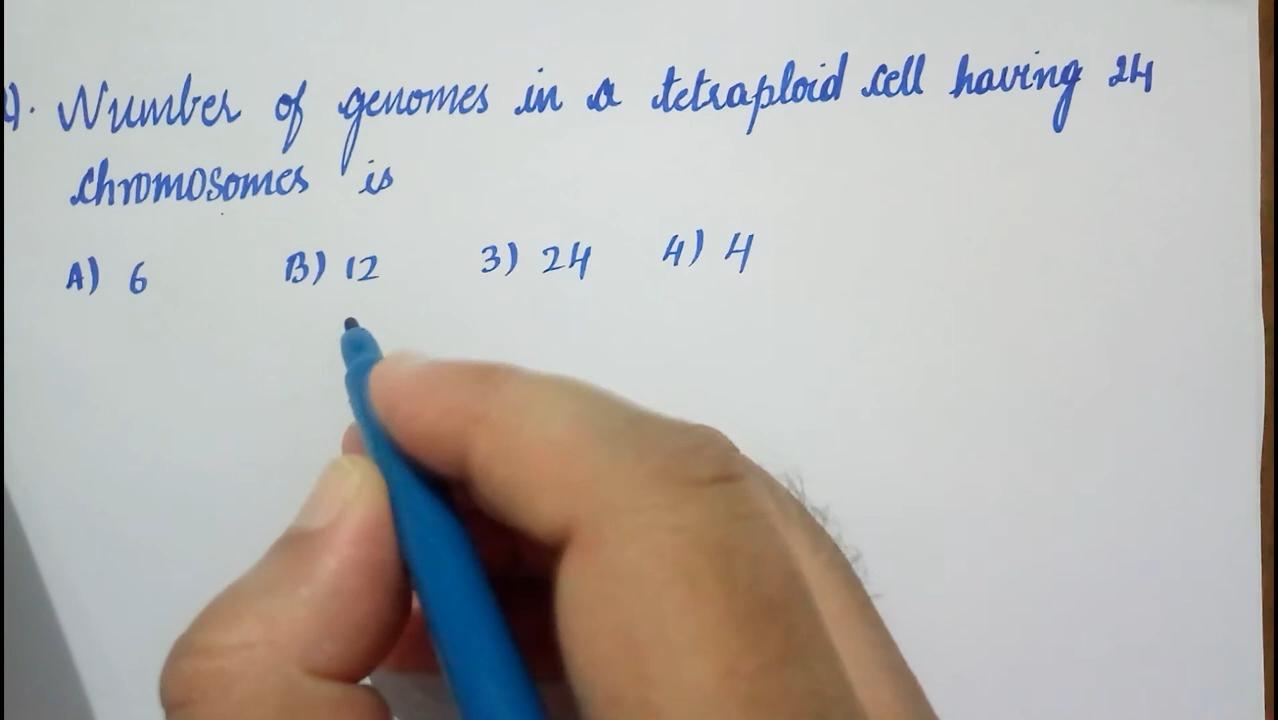 Number of genomes in a tetraploid cell having 24
chromosomes is
A) 6 B) 12 3) 24 4) 4